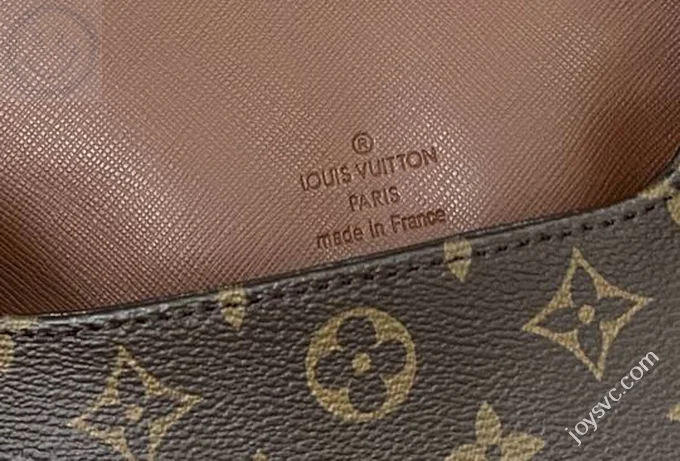 ®
LOUIS VUITTON
PARIS
made in France
joysvc.com